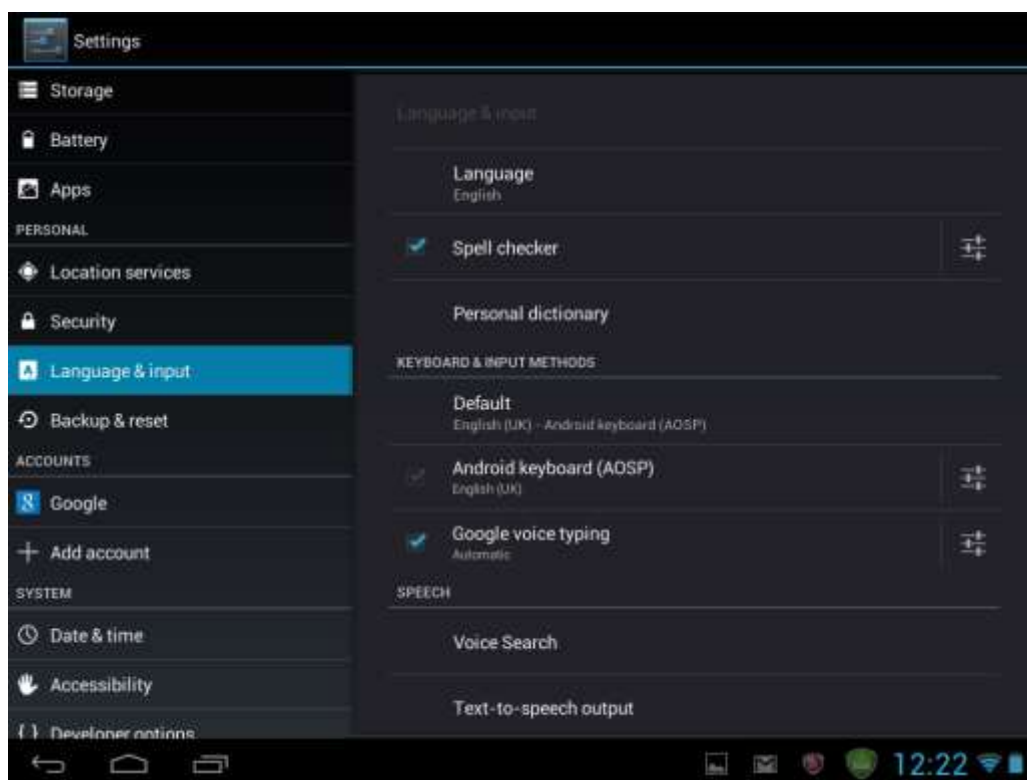 Settings
Storage
Battery
Apps
PERSONAL
Location services
Security
Language & input
Backup & reset
ACCOUNTS
Google
Add account
SYSTEM
Date & time
Accessibility
{ } Developer options
Language & input
Language
English
Spell checker
Personal dictionary
KEYBOARD & INPUT METHODS
Default
English (UK) - Android keyboard (AOSP)
Android keyboard (AOSP)
English (UK)
Google voice typing
Automatic
SPEECH
Voice Search
Text-to-speech output
12:22